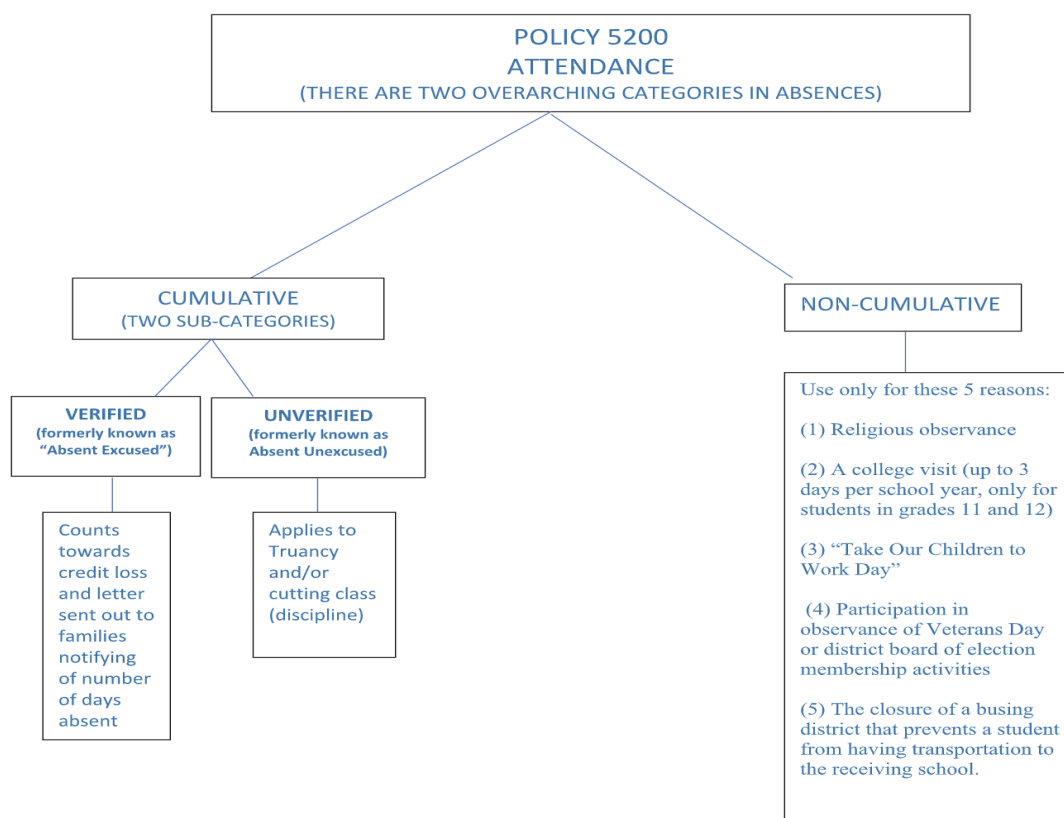 POLICY 5200
ATTENDANCE
(THERE ARE TWO OVERARCHING CATEGORIES IN ABSENCES)
CUMULATIVE
(TWO SUB-CATEGORIES)
NON-CUMULATIVE
VERIFIED
(formerly known as
“Absent Excused”)
UNVERIFIED
(formerly known as
Absent Unexcused)
Counts
towards
credit loss
and letter
sent out to
families
notifying
of number
of days
absent
Applies to
Truancy
and/or
cutting class
(discipline)
Use only for these 5 reasons:
(1) Religious observance
(2) A college visit (up to 3
days per school year, only for
students in grades 11 and 12)
(3) “Take Our Children to
Work Day”
(4) Participation in
observance of Veterans Day
or district board of election
membership activities
(5) The closure of a busing
district that prevents a student
from having transportation to
the receiving school.